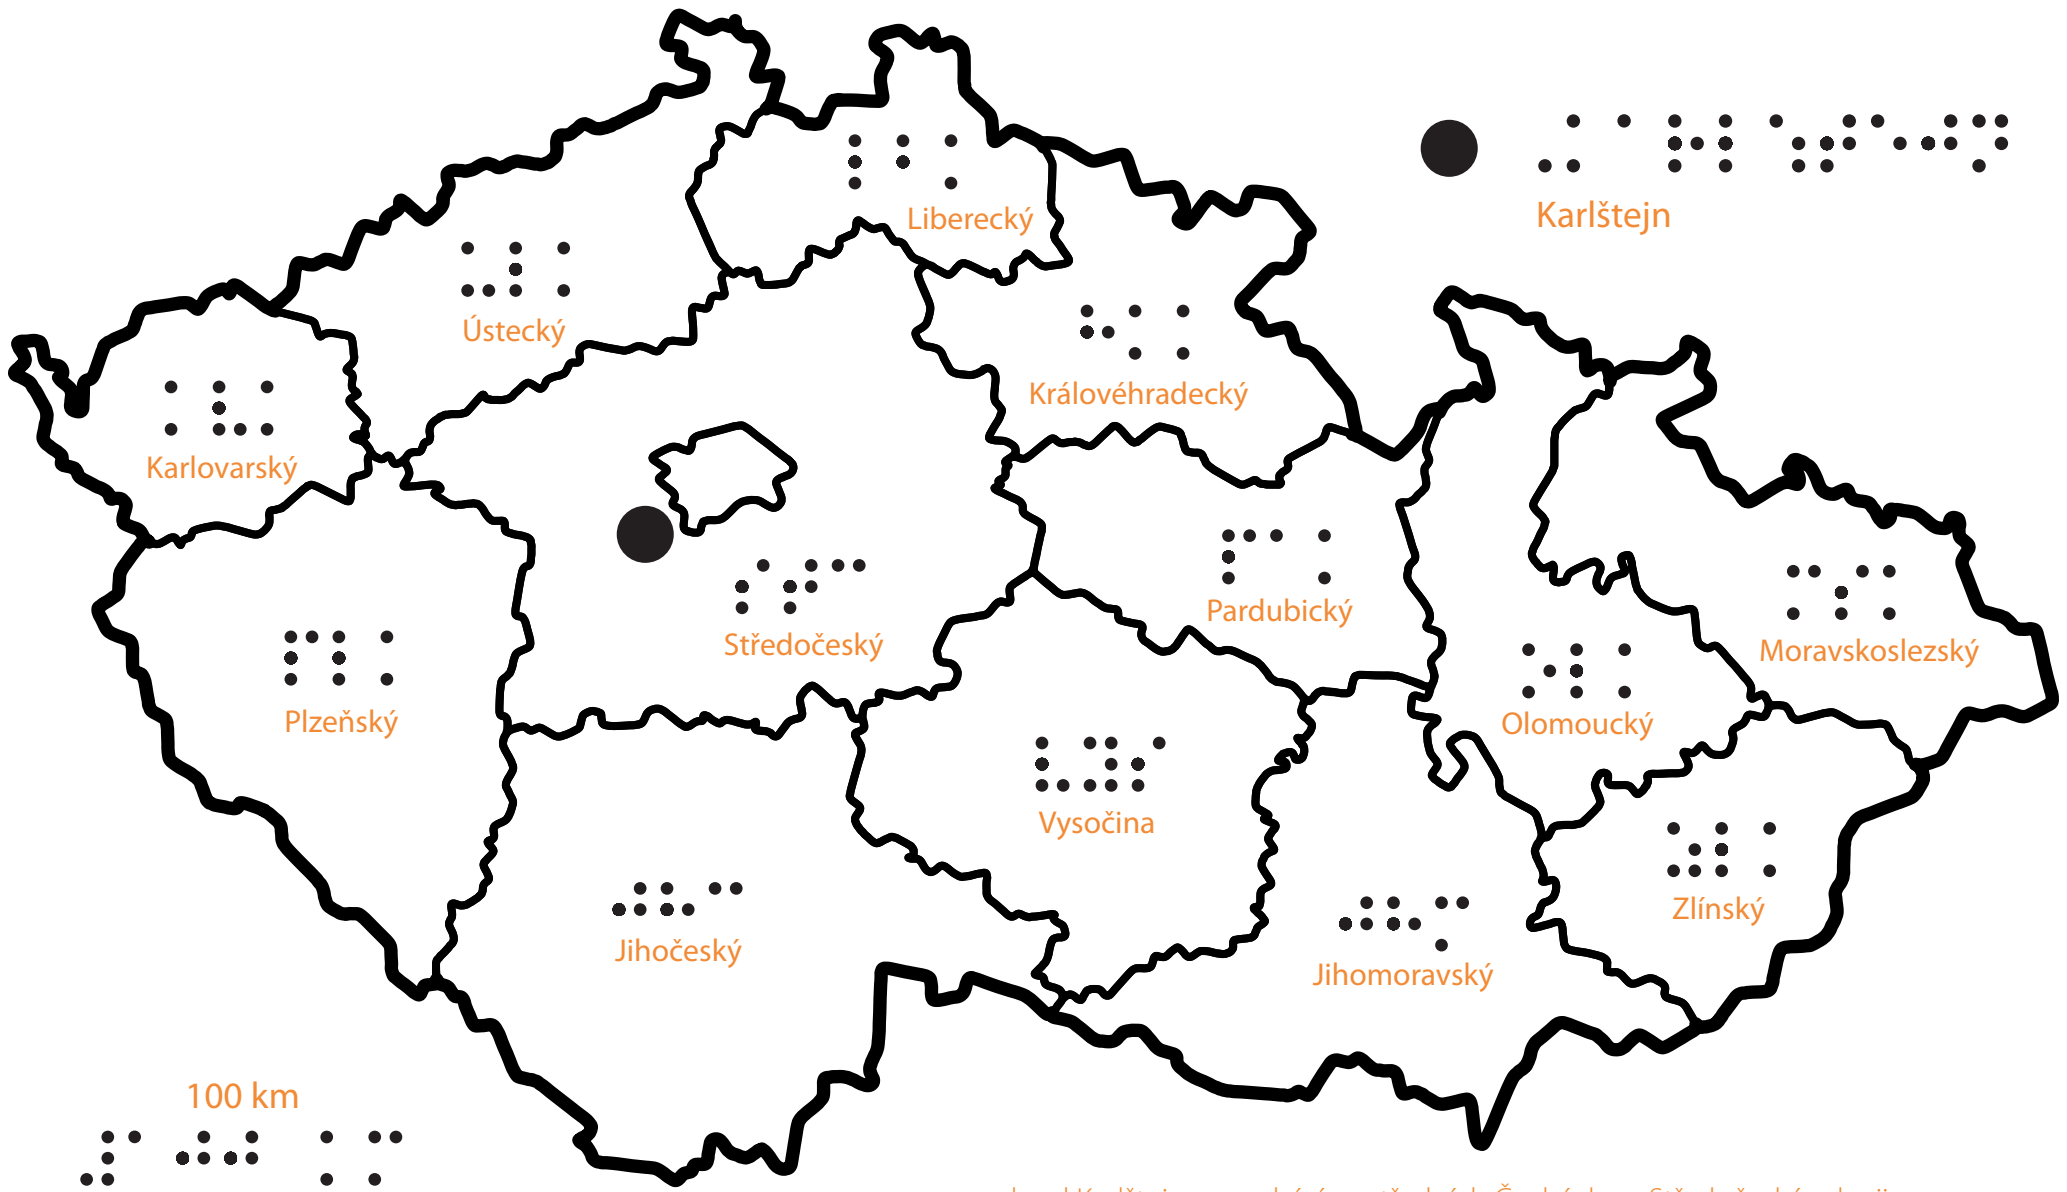 Karlštejn
Liberecký
Ústecký
Královéhradecký
Karlovarský
Pardubický
Středočeský
Moravskoslezský
Plzeňský
Olomoucký
Vysočina
Zlínský
Jihočeský
Jihomoravský
100 km